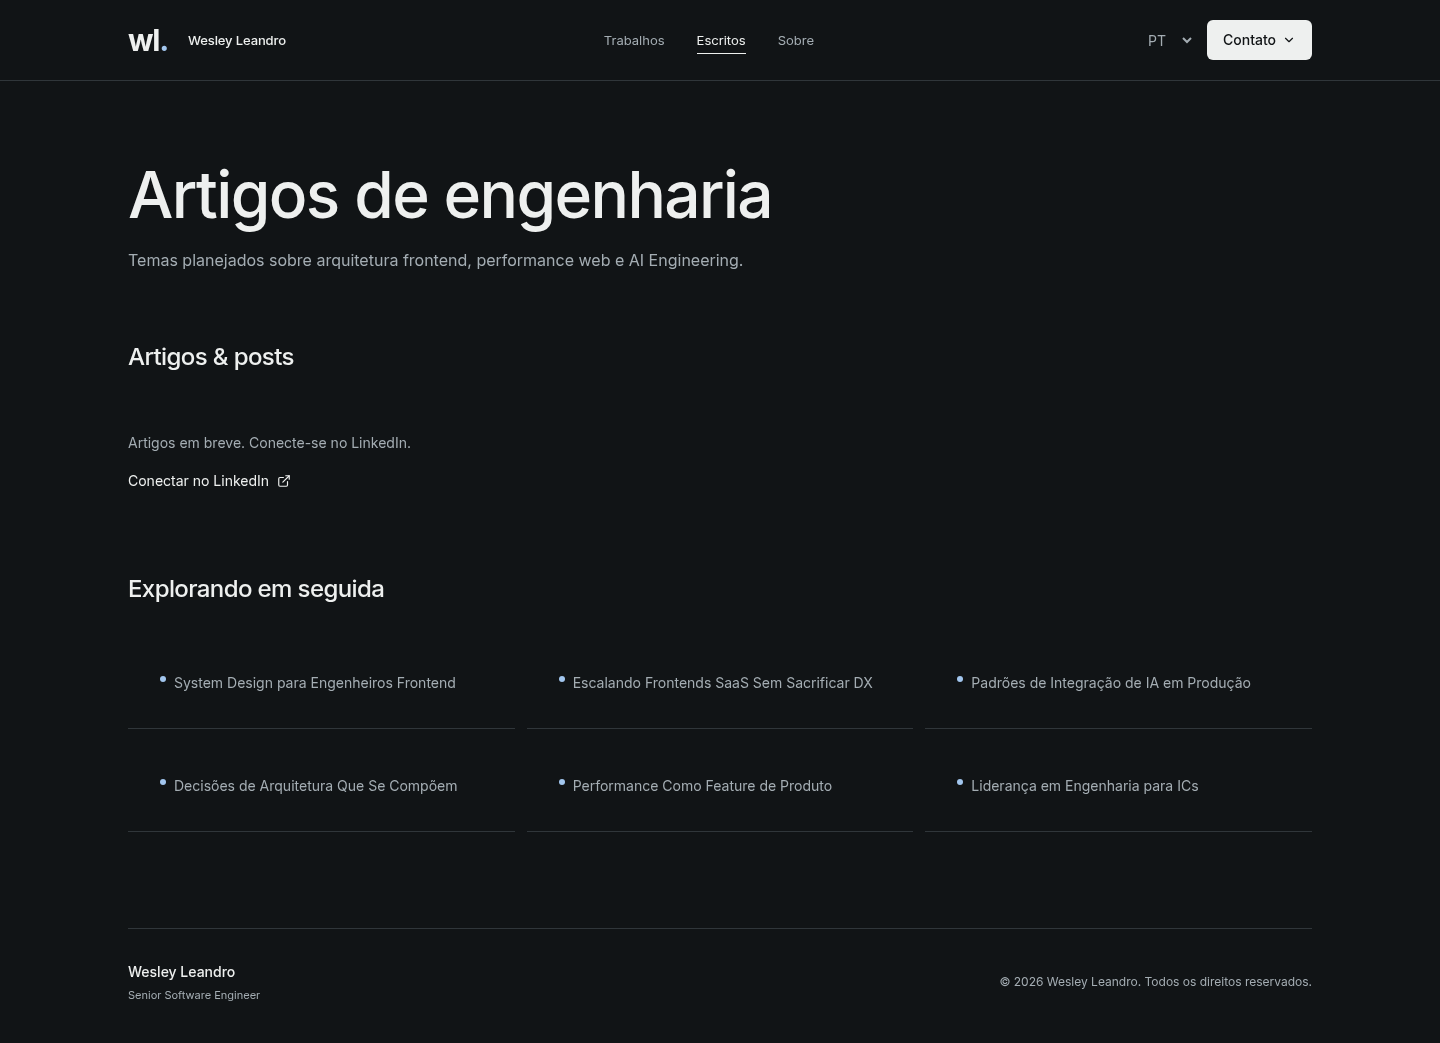 wl. Wesley Leandro Trabalhos Escritos Sobre PT Contato
Artigos de engenharia
Temas planejados sobre arquitetura frontend, performance web e AI Engineering.
Artigos & posts
Artigos em breve. Conecte-se no LinkedIn.
Conectar no LinkedIn
Explorando em seguida
System Design para Engenheiros Frontend
Escalando Frontends SaaS Sem Sacrificar DX
Padrões de Integração de IA em Produção
Decisões de Arquitetura Que Se Compõem
Performance Como Feature de Produto
Liderança em Engenharia para ICs
Wesley Leandro
Senior Software Engineer
© 2026 Wesley Leandro. Todos os direitos reservados.